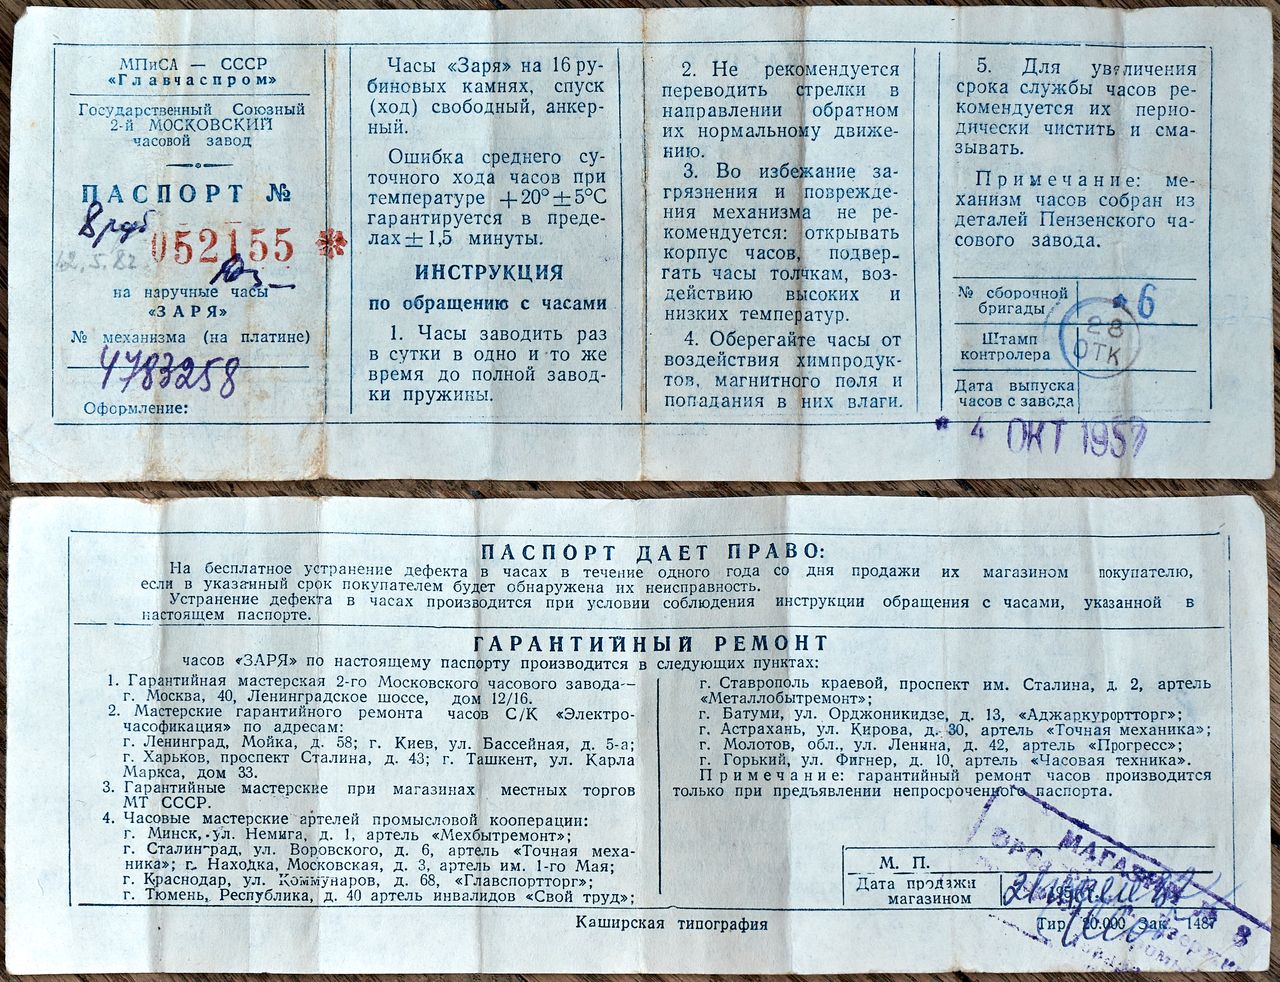 МПиСА — СССР
«Главчаспром»
Государственный Союзный
2-й МОСКОВСКИЙ
часовой завод
ПАСПОРТ №
8 руб
052155
на наручные часы
«ЗАРЯ»
№ механизма (на платине)
4783258
Оформление:
Часы «Заря» на 16 ру-
биновых камнях, спуск
(ход) свободный, анкер-
ный.
Ошибка среднего су-
точного хода часов при
температуре +20°±5°С
гарантируется в преде-
лах ± 1,5 минуты.
ИНСТРУКЦИЯ
по обращению с часами
1. Часы заводить раз
в сутки в одно и то же
время до полной завод-
ки пружины.
2. Не рекомендуется
переводить стрелки в
направлении обратном
их нормальному движе-
нию.
3. Во избежание за-
грязнения и поврежде-
ния механизма не ре-
комендуется: открывать
корпус часов, подвер-
гать часы толчкам, воз-
действию высоких и
низких температур.
4. Оберегайте часы от
воздействия химпродук-
тов, магнитного поля и
попадания в них влаги.
5. Для увеличения
срока службы часов ре-
комендуется их перио-
дически чистить и сма-
зывать.
Примечание: ме-
ханизм часов собран из
деталей Пензенского ча-
сового завода.
№ сборочной
бригады
6
Штамп
контролера
28
ОТК
Дата выпуска
часов с завода
4 ОКТ 1957
ПАСПОРТ ДАЕТ ПРАВО:
На бесплатное устранение дефекта в часах в течение одного года со дня продажи их магазином покупателю,
если в указанный срок покупателем будет обнаружена их неисправность.
Устранение дефекта в часах производится при условии соблюдения инструкции обращения с часами, указанной в
настоящем паспорте.
ГАРАНТИЙНЫЙ РЕМОНТ
часов «ЗАРЯ» по настоящему паспорту производится в следующих пунктах:
1. Гарантийная мастерская 2-го Московского часового завода—
г. Москва, 40, Ленинградское шоссе, дом 12/16.
2. Мастерские гарантийного ремонта часов С/К «Электро-
часофикация» по адресам:
г. Ленинград, Мойка, д. 58; г. Киев, ул. Бассейная, д. 5-а;
г. Харьков, проспект Сталина, д. 43; г. Ташкент, ул. Карла
Маркса, дом 33.
3. Гарантийные мастерские при магазинах местных торгов
МТ СССР.
4. Часовые мастерские артелей промысловой кооперации:
г. Минск, ул. Немига, д. 1, артель «Мехбытремонт»;
г. Сталинград, ул. Воровского, д. 6, артель «Точная меха-
ника»; г. Находка, Московская, д. 3, артель им. 1-го Мая;
г. Краснодар, ул. Коммунаров, д. 68, «Главспортторг»;
г. Тюмень, Республика, д. 40 артель инвалидов «Свой труд»;
г. Ставрополь краевой, проспект им. Сталина, д. 2, артель
«Металлобытремонт»;
г. Батуми, ул. Орджоникидзе, д. 13, «Аджаркурортторг»;
г. Астрахань, ул. Кирова, д. 30, артель «Точная механика»;
г. Молотов, обл., ул. Ленина, д. 42, артель «Прогресс»;
г. Горький, ул. Фигнер, д. 10, артель «Часовая техника».
Примечание: гарантийный ремонт часов производится
только при предъявлении непросроченного паспорта.
МАГАЗИН № 8
М. П.
Дата продажи
магазином
Каширская типография
Тир. 20.000 Зак. 1487